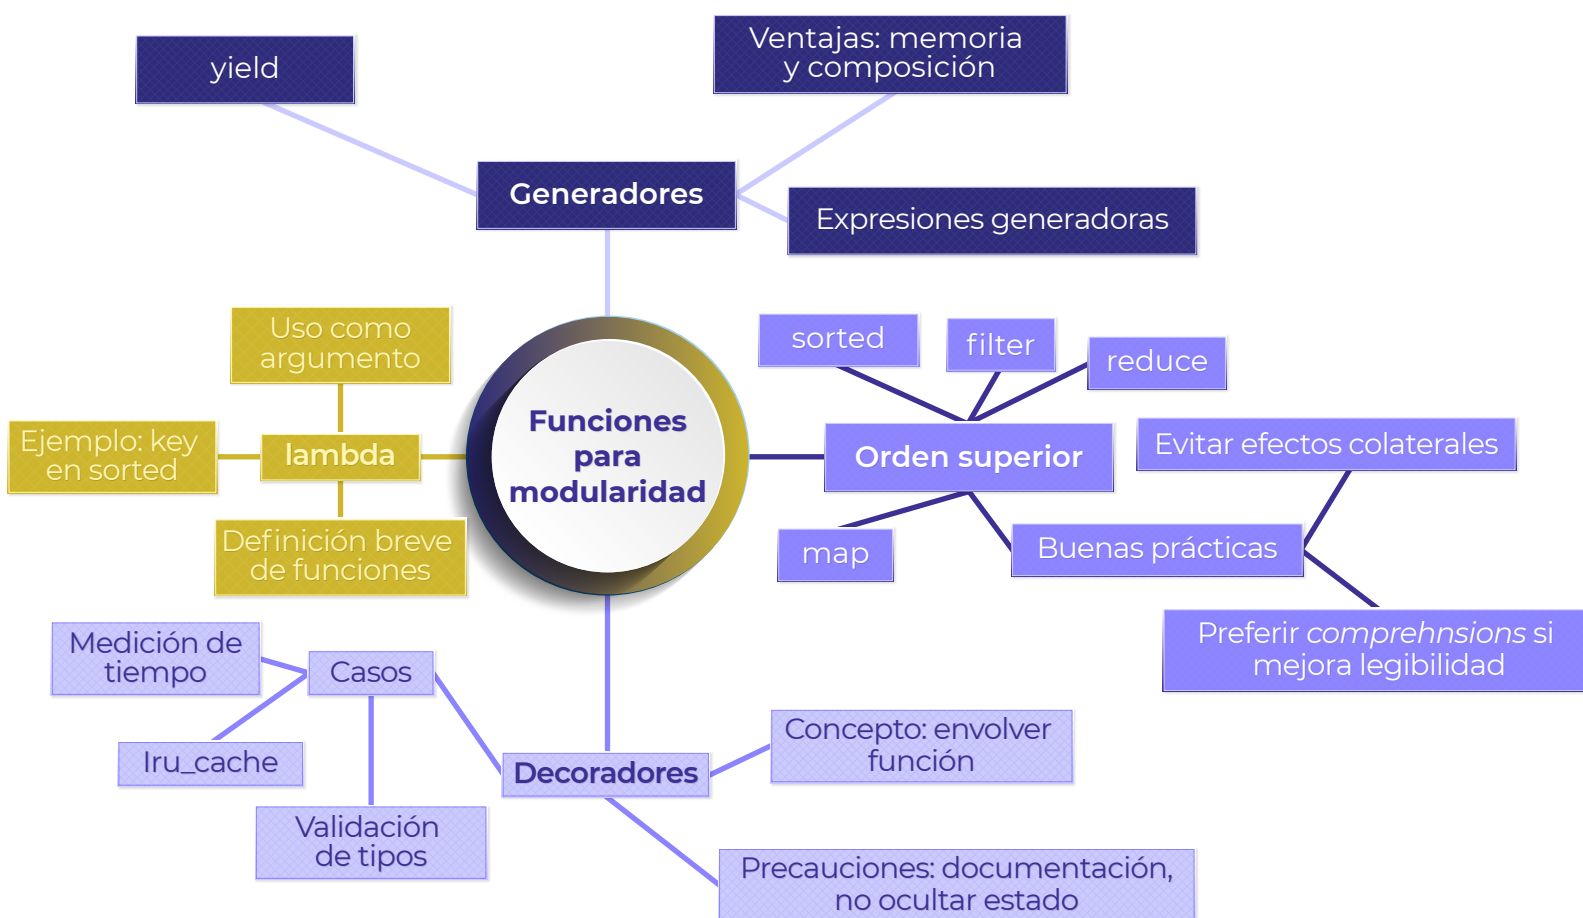 yield
Ventajas: memoria
y composición
Generadores
Expresiones generadoras
Uso como
argumento
Ejemplo: key
en sorted
lambda
Definición breve
de funciones
Funciones
para
modularidad
sorted
filter
reduce
Orden superior
Evitar efectos colaterales
map
Buenas prácticas
Preferir comprehnsions si
mejora legibilidad
Medición de
tiempo
Casos
Iru_cache
Validación
de tipos
Decoradores
Concepto: envolver
función
Precauciones: documentación,
no ocultar estado